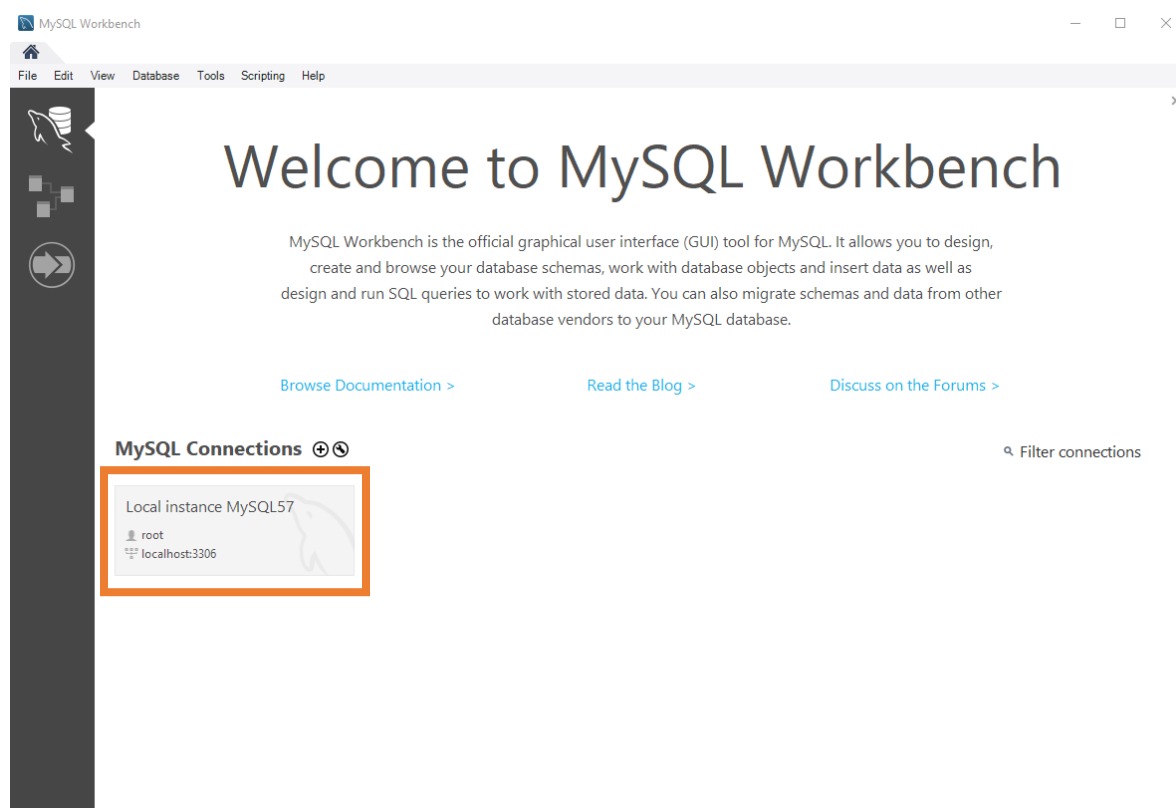 MySQL Workbench
File Edit View Database Tools Scripting Help
Welcome to MySQL Workbench
MySQL Workbench is the official graphical user interface (GUI) tool for MySQL. It allows you to design,
create and browse your database schemas, work with database objects and insert data as well as
design and run SQL queries to work with stored data. You can also migrate schemas and data from other
database vendors to your MySQL database.
Browse Documentation > Read the Blog > Discuss on the Forums >
MySQL Connections Filter connections
Local instance MySQL57
root
localhost:3306